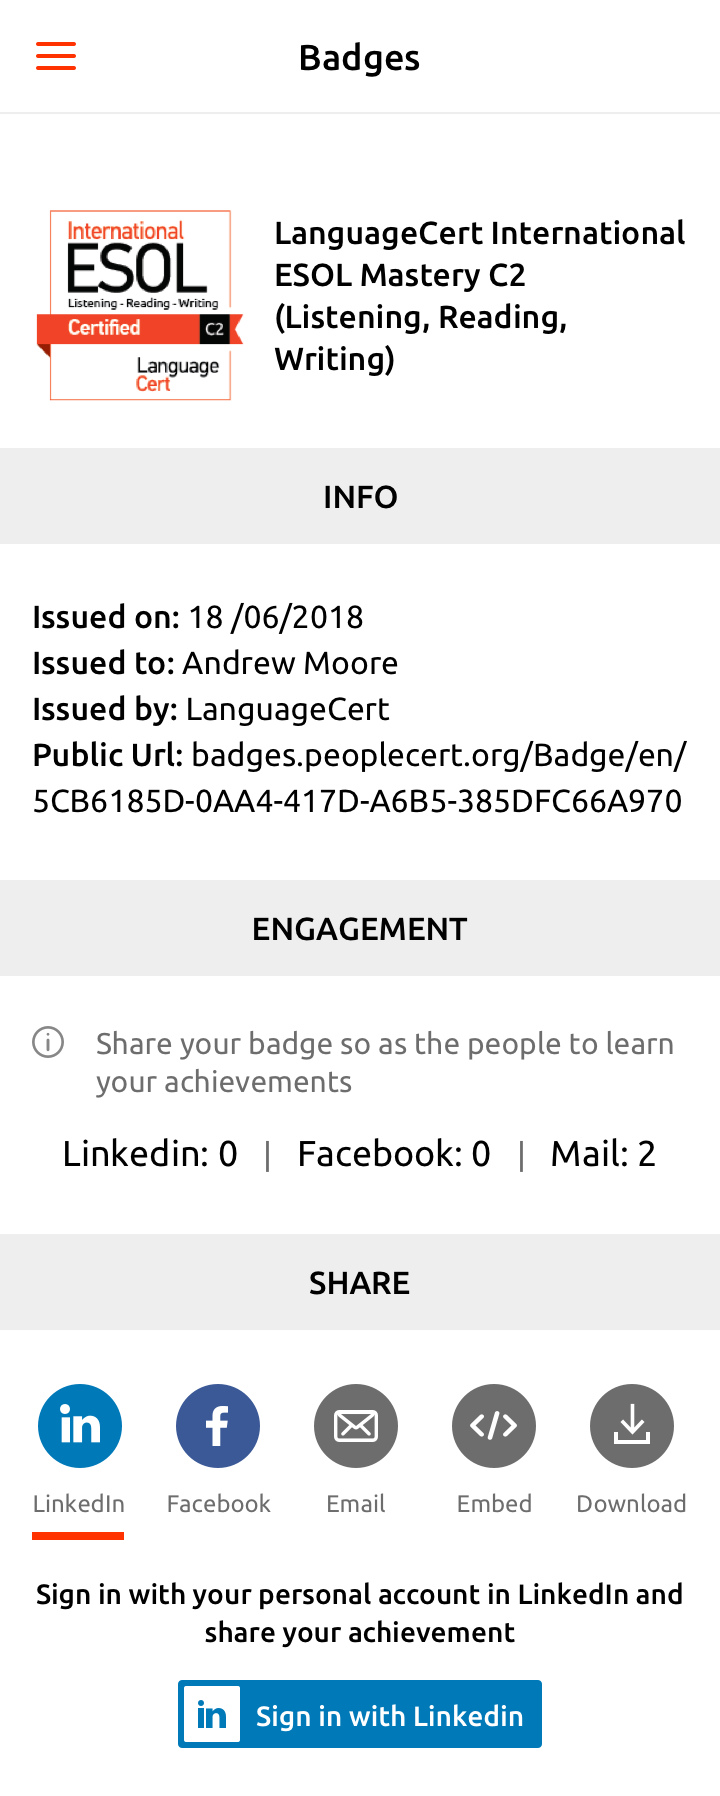 Badges
International
ESOL
Listening - Reading - Writing
Certified C2
Language
Cert
LanguageCert International
ESOL Mastery C2
(Listening, Reading,
Writing)
INFO
Issued on: 18 /06/2018
Issued to: Andrew Moore
Issued by: LanguageCert
Public Url: badges.peoplecert.org/Badge/en/
5CB6185D-0AA4-417D-A6B5-385DFC66A970
ENGAGEMENT
Share your badge so as the people to learn
your achievements
Linkedin: 0 | Facebook: 0 | Mail: 2
SHARE
LinkedIn Facebook Email Embed Download
Sign in with your personal account in LinkedIn and
share your achievement
in Sign in with Linkedin